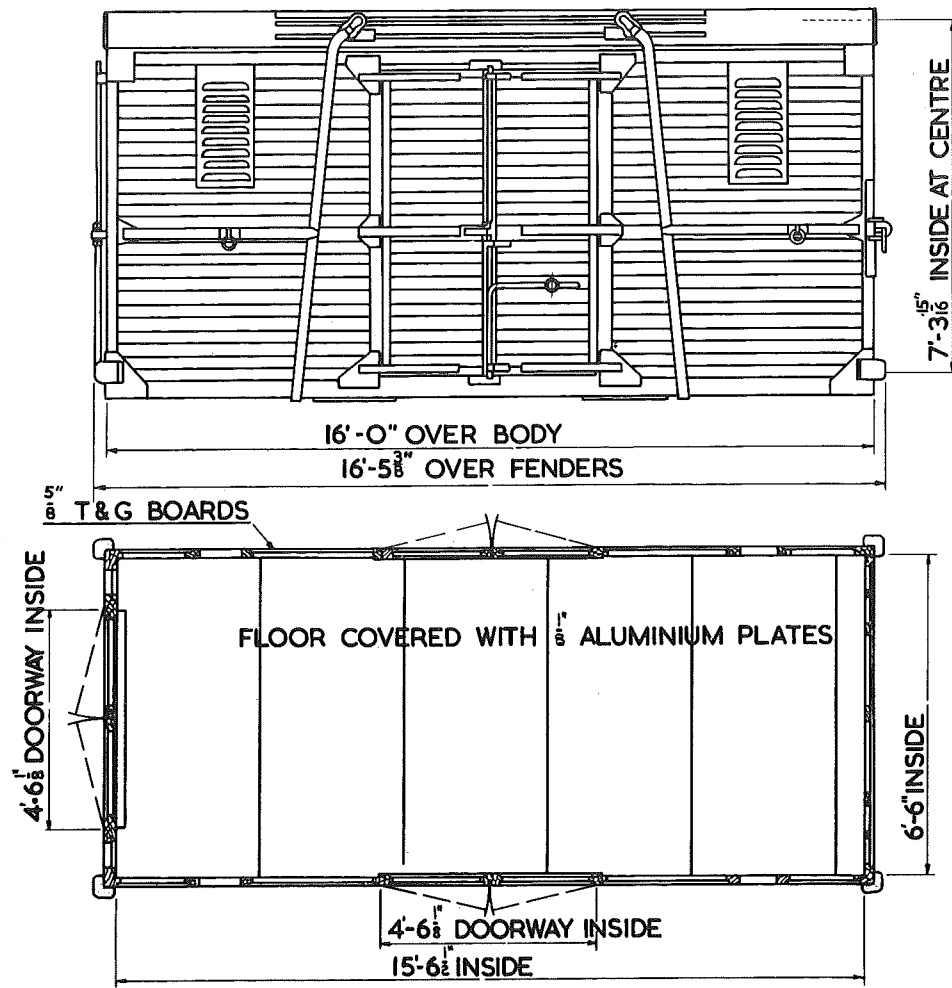 7'-3 15/16" INSIDE AT CENTRE
16'-0" OVER BODY
16'-5 3/8" OVER FENDERS
5/8" T & G BOARDS
4'-6 1/8" DOORWAY INSIDE
FLOOR COVERED WITH 1/8" ALUMINIUM PLATES
6'-6" INSIDE
4'-6 1/8" DOORWAY INSIDE
15'-6 1/2" INSIDE